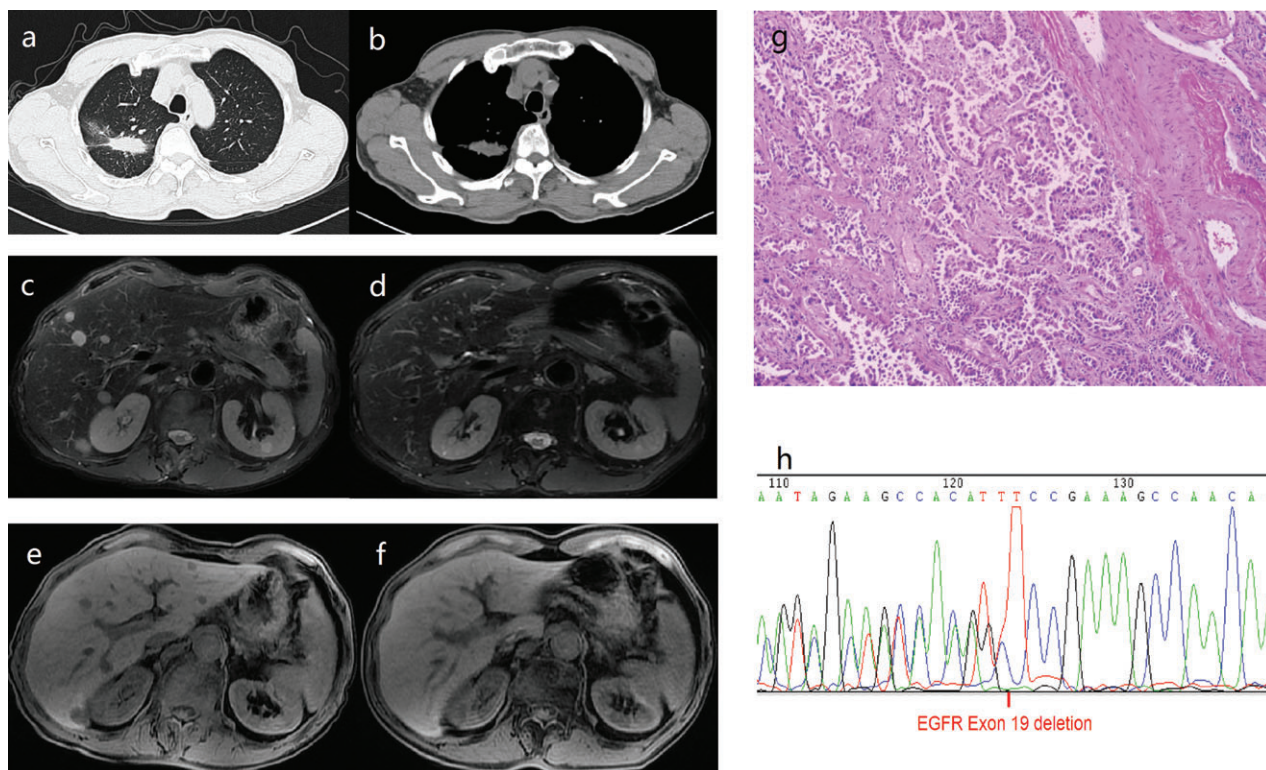 a
b
c
d
e
f
g
h
110 120 130
A A T A G A A G C C A C A T T T C C G A A A G C C A A C A
EGFR Exon 19 deletion